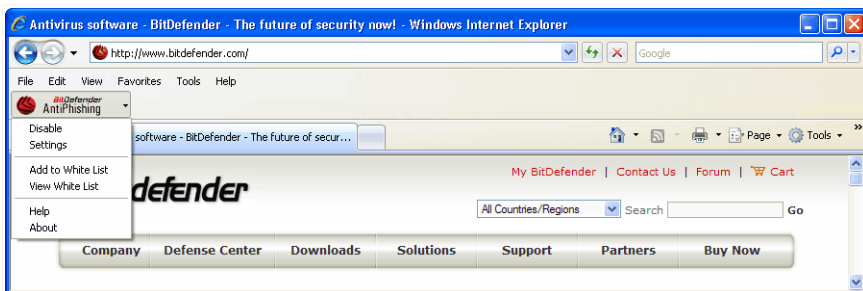 Antivirus software - BitDefender - The future of security now! - Windows Internet Explorer
http://www.bitdefender.com/
Google
File Edit View Favorites Tools Help
BitDefender
AntiPhishing
Disable
Settings
Add to White List
View White List
Help
About
software - BitDefender - The future of secur...
Page Tools »
My BitDefender | Contact Us | Forum | Cart
defender
All Countries/Regions Search Go
Company Defense Center Downloads Solutions Support Partners Buy Now